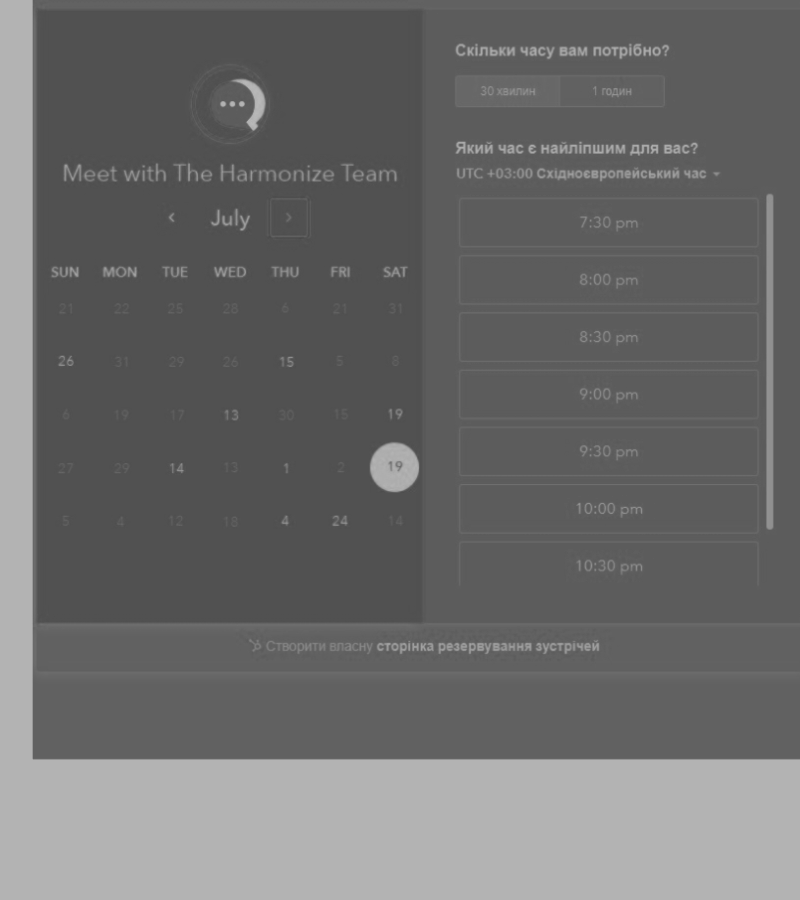 Meet with The Harmonize Team
July
SUN MON TUE WED THU FRI SAT
21 22 25 28 6 21 31
26 31 29 26 15 5 8
6 19 17 13 30 15 19
27 29 14 13 1 2 19
5 4 12 18 4 24 14
Скільки часу вам потрібно?
30 хвилин 1 годин
Який час є найліпшим для вас?
UTC +03:00 Східноєвропейський час
7:30 pm
8:00 pm
8:30 pm
9:00 pm
9:30 pm
10:00 pm
10:30 pm
Створити власну сторінка резервування зустрічей